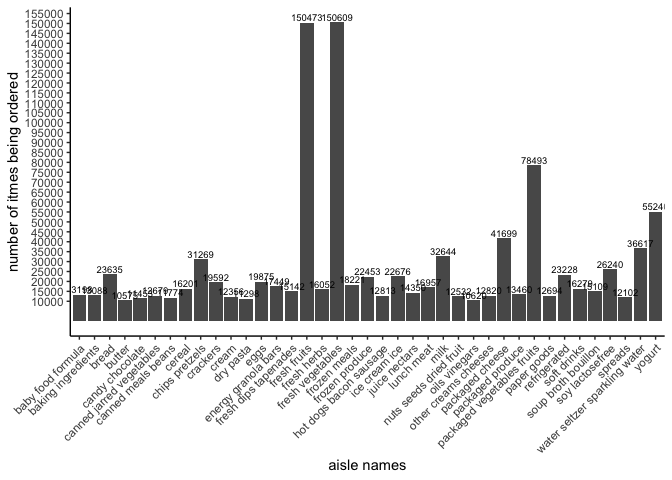 number of itmes being ordered
155000
150000
145000
140000
135000
130000
125000
120000
115000
110000
105000
100000
95000
90000
85000
80000
75000
70000
65000
60000
55000
50000
45000
40000
35000
30000
25000
20000
15000
10000
13088
23635
10575
16201
31269
19592
12356
11298
19875
17449
15142
150473
16052
150609
22453
12813
22676
14350
16957
32644
12532
10620
12820
41699
13460
78493
12694
23228
26240
12102
36617
baby food formula
baking ingredients
bread
butter
candy chocolate
canned jarred vegetables
canned meals beans
cereal
chips pretzels
crackers
cream
dry pasta
eggs
energy granola bars
fresh dips tapenades
fresh fruits
fresh herbs
fresh vegetables
frozen meals
frozen produce
hot dogs bacon sausage
ice cream ice
juice nectars
lunch meat
milk
nuts seeds dried fruit
oils vinegars
other creams cheeses
packaged cheese
packaged produce
packaged vegetables fruits
paper goods
refrigerated
soft drinks
soup broth bouillon
soy lactosefree
spreads
water seltzer sparkling water
yogurt
aisle names